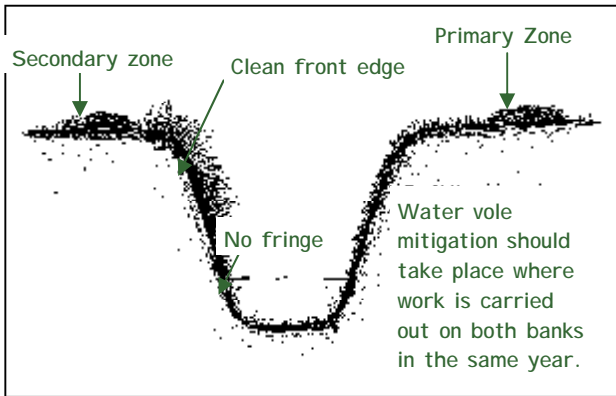 Primary Zone
Secondary zone
Clean front edge
No fringe
Water vole
mitigation should
take place where
work is carried
out on both banks
in the same year.